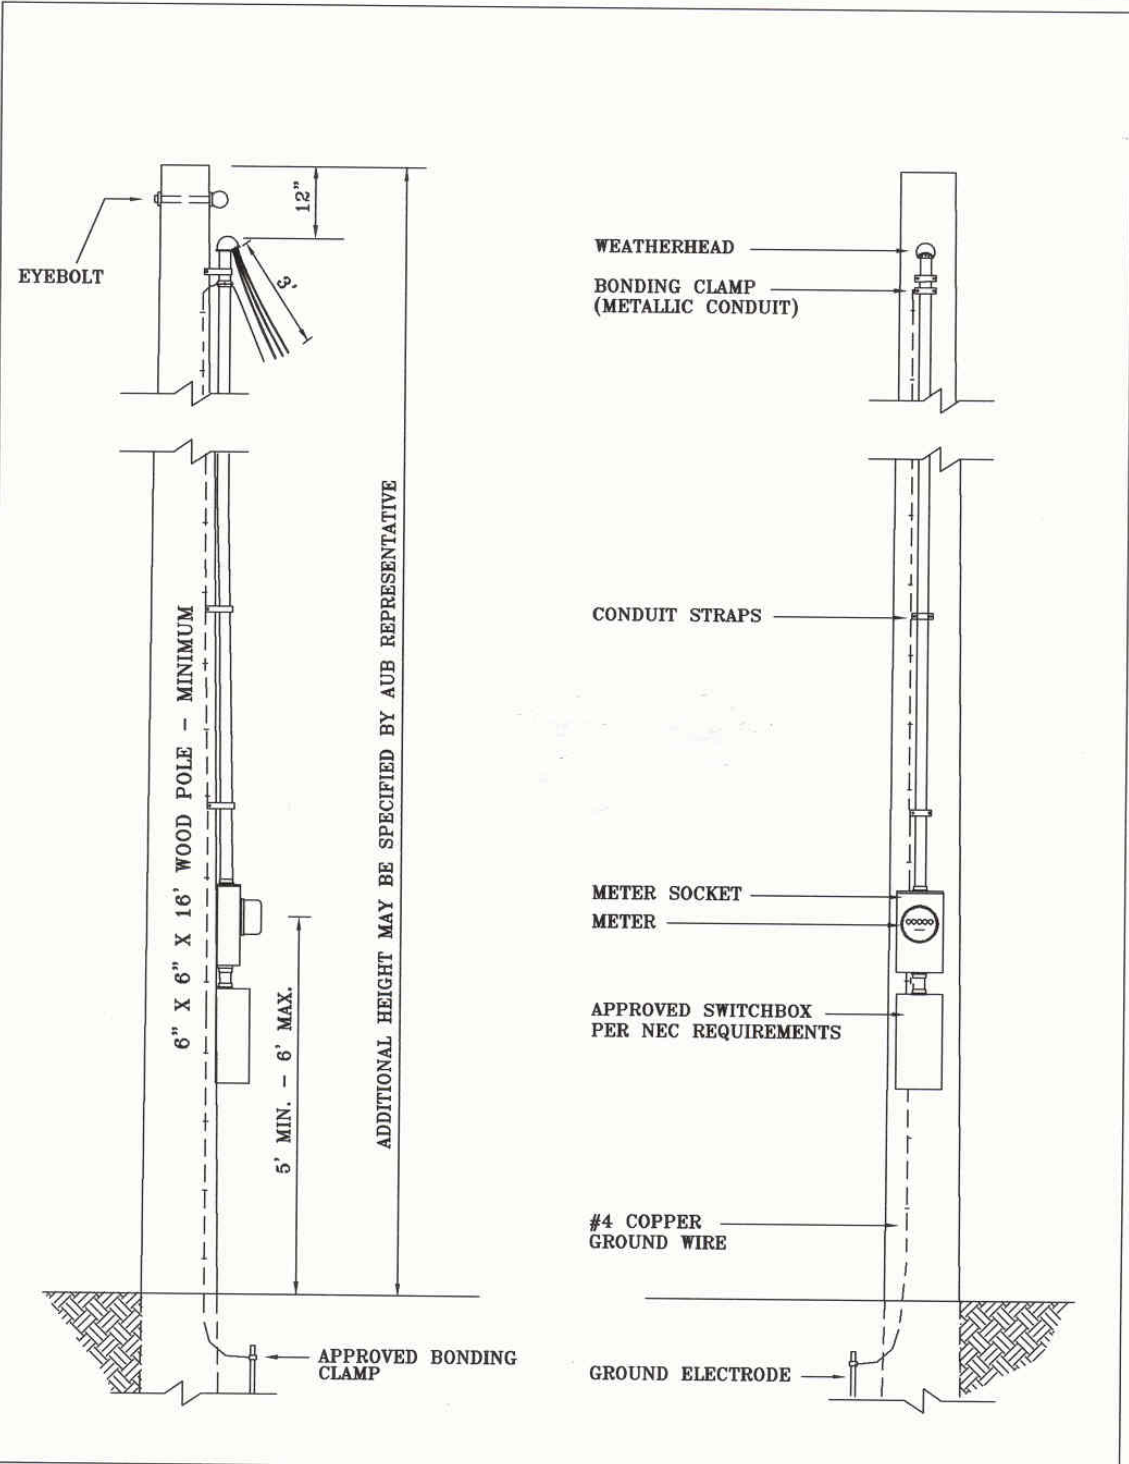 12"
EYEBOLT
3'
6" X 6" X 16' WOOD POLE - MINIMUM
ADDITIONAL HEIGHT MAY BE SPECIFIED BY AUB REPRESENTATIVE
5' MIN. - 6' MAX.
APPROVED BONDING
CLAMP
WEATHERHEAD
BONDING CLAMP
(METALLIC CONDUIT)
CONDUIT STRAPS
METER SOCKET
METER
APPROVED SWITCHBOX
PER NEC REQUIREMENTS
#4 COPPER
GROUND WIRE
GROUND ELECTRODE